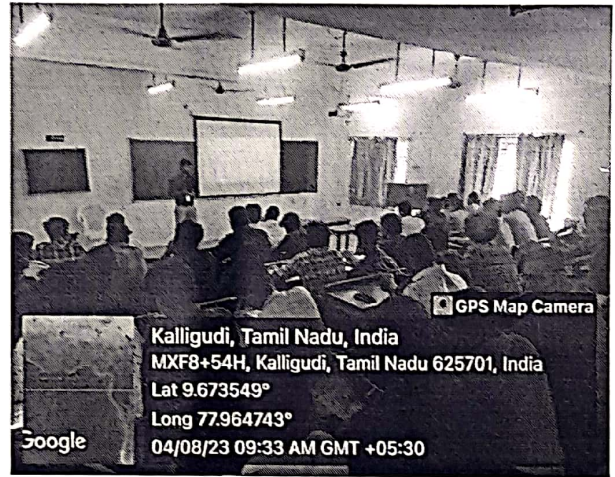 GPS Map Camera
Kalligudi, Tamil Nadu, India
MXF8+54H, Kalligudi, Tamil Nadu 625701, India
Lat 9.673549°
Long 77.964743°
04/08/23 09:33 AM GMT +05:30
Google